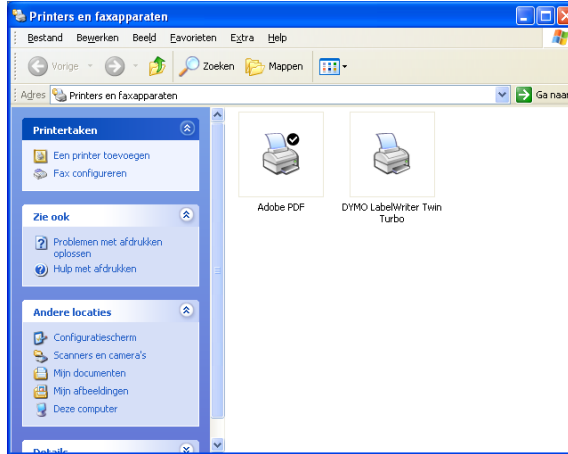 Printers en faxapparaten
Bestand Bewerken Beeld Favorieten Extra Help
Vorige Zoeken Mappen
Adres Printers en faxapparaten Ga naar
Printertaken
Een printer toevoegen
Fax configureren
Zie ook
Problemen met afdrukken
oplossen
Hulp met afdrukken
Andere locaties
Configuratiescherm
Scanners en camera's
Mijn documenten
Mijn afbeeldingen
Deze computer
Details
Adobe PDF
DYMO LabelWriter Twin
Turbo